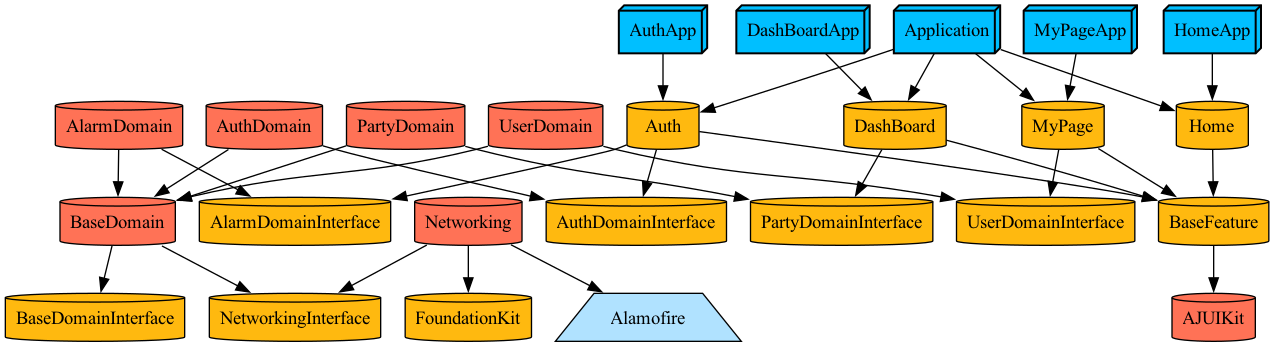 AuthApp
DashBoardApp
Application
MyPageApp
HomeApp
AlarmDomain
AuthDomain
PartyDomain
UserDomain
Auth
DashBoard
MyPage
Home
BaseDomain
AlarmDomainInterface
Networking
AuthDomainInterface
PartyDomainInterface
UserDomainInterface
BaseFeature
BaseDomainInterface
NetworkingInterface
FoundationKit
Alamofire
AJUIKit